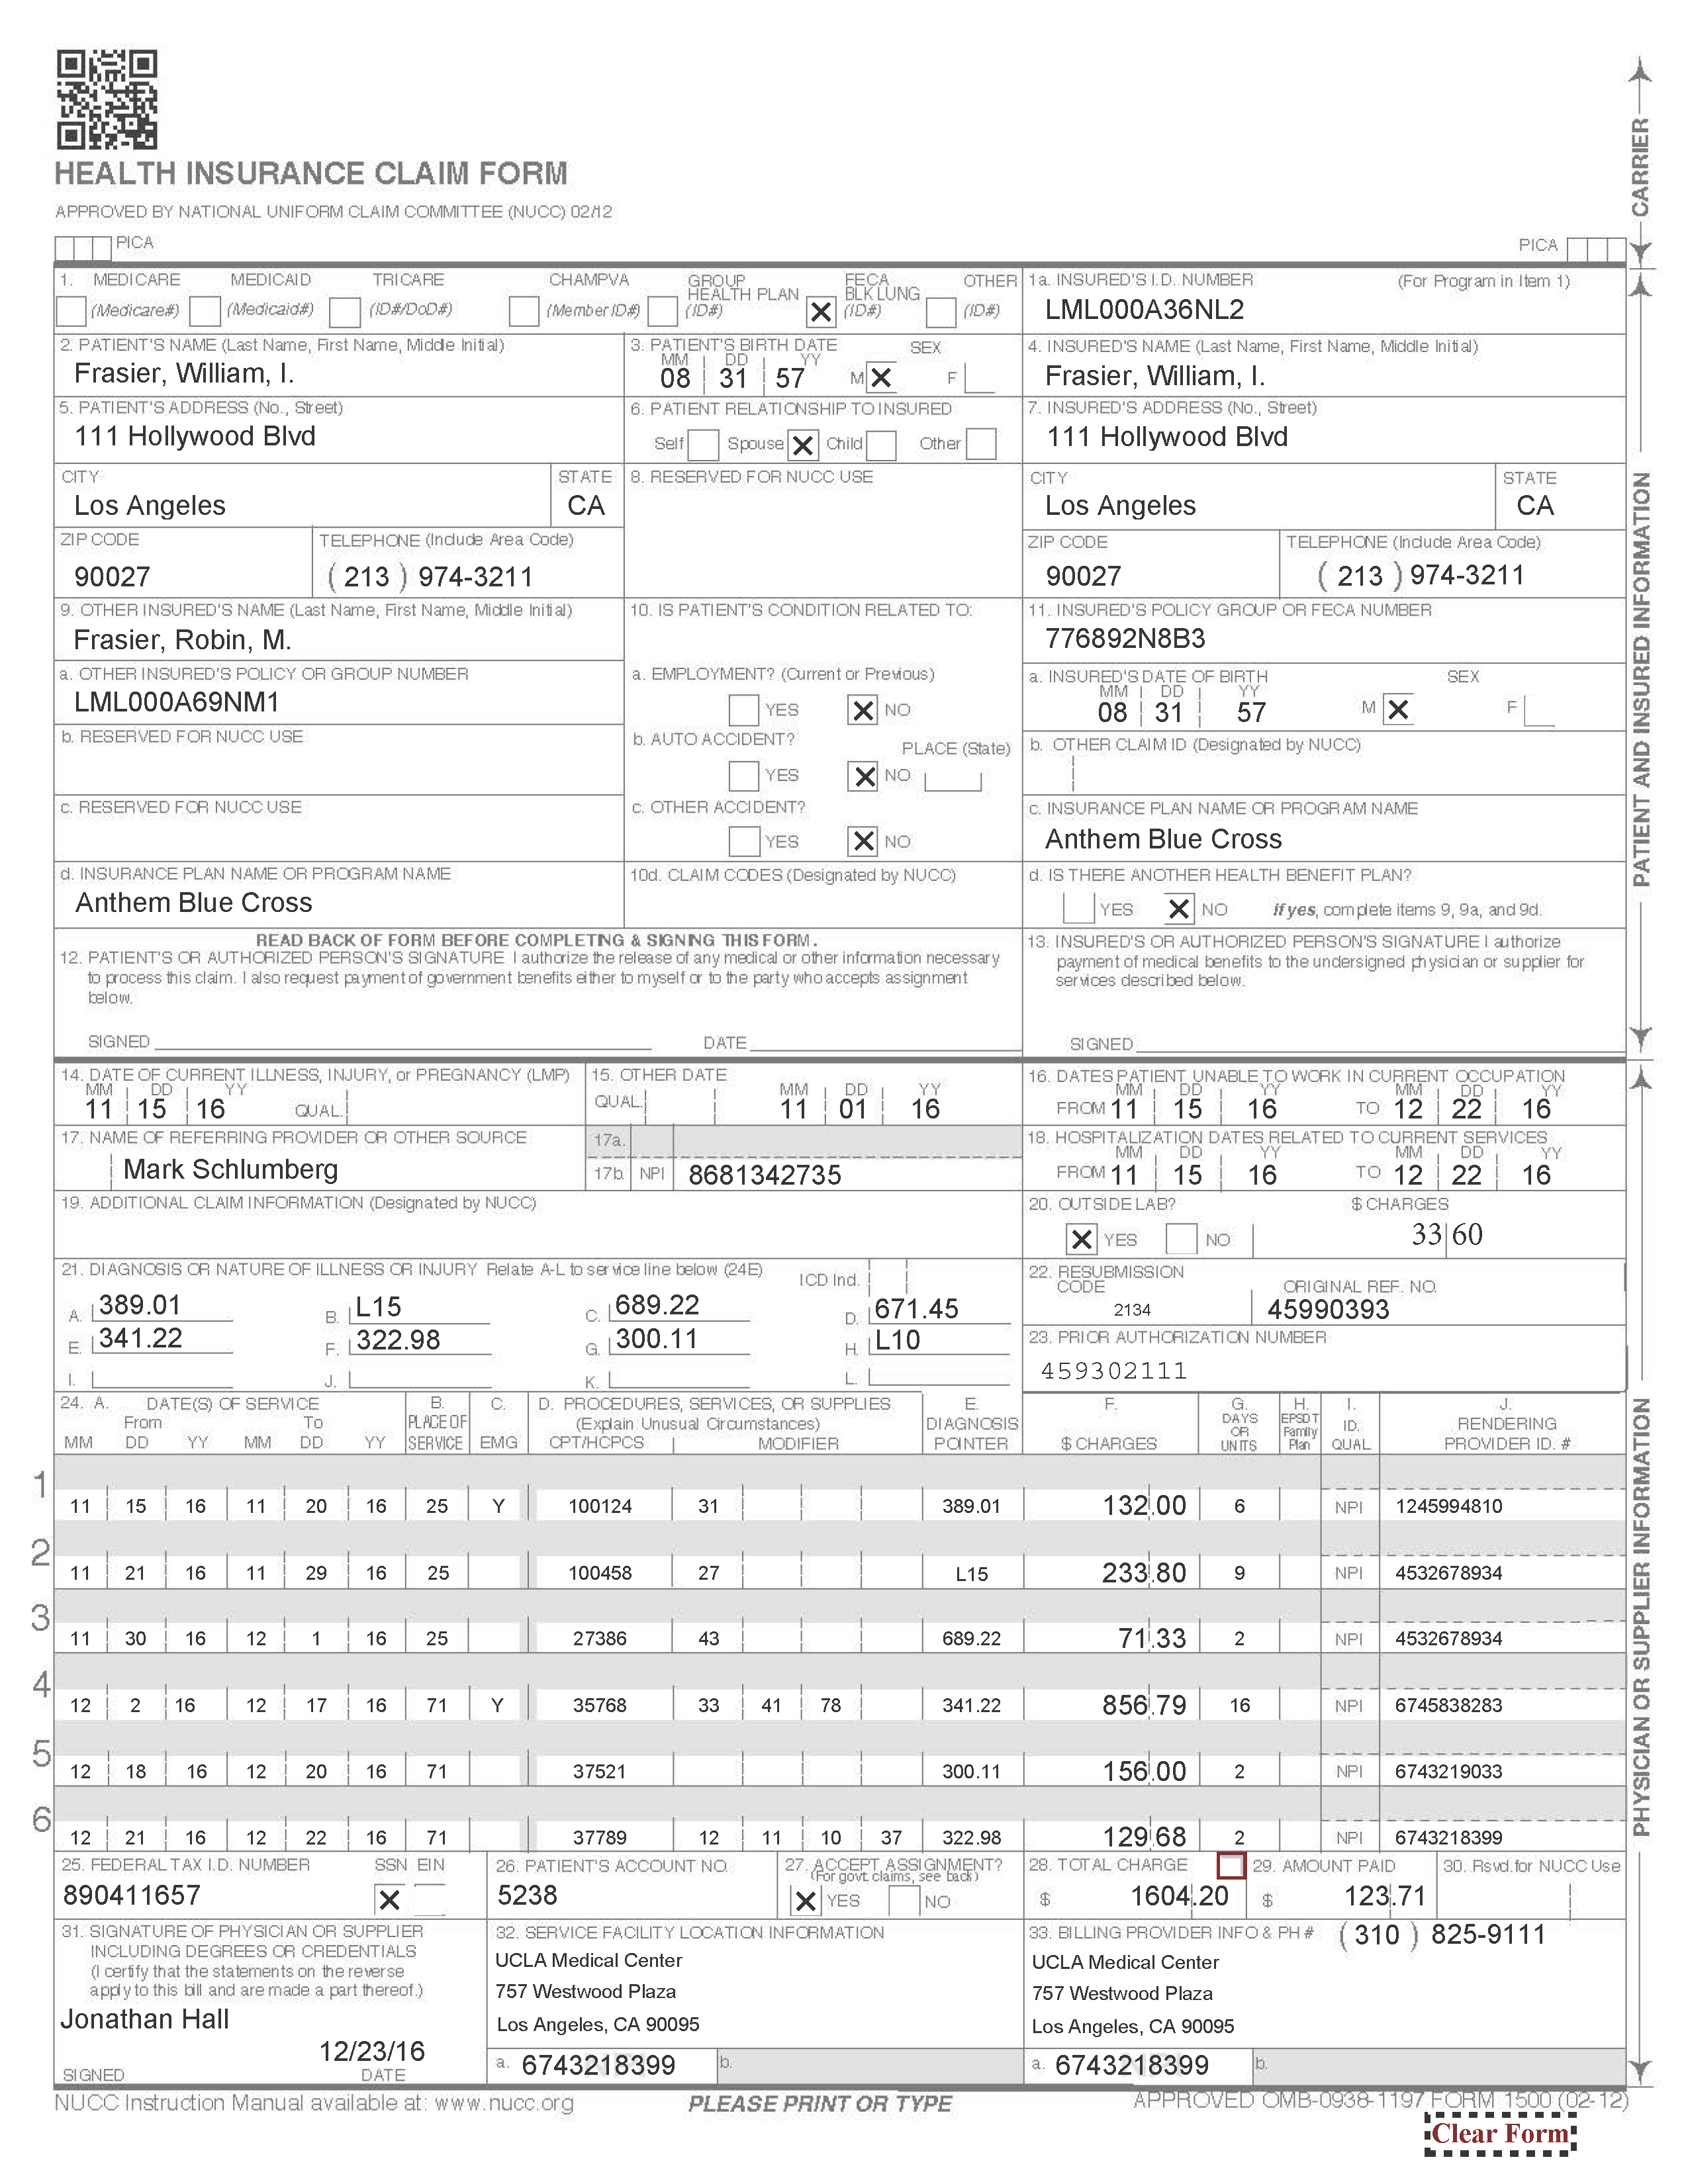 HEALTH INSURANCE CLAIM FORM
APPROVED BY NATIONAL UNIFORM CLAIM COMMITTEE (NUCC) 02/12
PICA PICA
CARRIER
1. MEDICARE MEDICAID TRICARE CHAMPVA GROUP HEALTH PLAN FECA BLK LUNG OTHER
(Medicare#) (Medicaid#) (ID#/DoD#) (Member ID#) (ID#) X (ID#) (ID#)
1a. INSURED'S I.D. NUMBER (For Program in Item 1)
LML000A36NL2
2. PATIENT'S NAME (Last Name, First Name, Middle Initial)
Frasier, William, I.
3. PATIENT'S BIRTH DATE SEX
MM DD YY
08 31 57 M X F
4. INSURED'S NAME (Last Name, First Name, Middle Initial)
Frasier, William, I.
5. PATIENT'S ADDRESS (No., Street)
111 Hollywood Blvd
6. PATIENT RELATIONSHIP TO INSURED
Self Spouse X Child Other
7. INSURED'S ADDRESS (No., Street)
111 Hollywood Blvd
CITY STATE
Los Angeles CA
8. RESERVED FOR NUCC USE
CITY STATE
Los Angeles CA
ZIP CODE TELEPHONE (Include Area Code)
90027 (213) 974-3211
ZIP CODE TELEPHONE (Include Area Code)
90027 (213) 974-3211
9. OTHER INSURED'S NAME (Last Name, First Name, Middle Initial)
Frasier, Robin, M.
10. IS PATIENT'S CONDITION RELATED TO:
11. INSURED'S POLICY GROUP OR FECA NUMBER
776892N8B3
a. OTHER INSURED'S POLICY OR GROUP NUMBER
LML000A69NM1
a. EMPLOYMENT? (Current or Previous)
YES X NO
a. INSURED'S DATE OF BIRTH SEX
MM DD YY
08 31 57 M X F
b. RESERVED FOR NUCC USE
b. AUTO ACCIDENT? PLACE (State)
YES X NO
b. OTHER CLAIM ID (Designated by NUCC)
c. RESERVED FOR NUCC USE
c. OTHER ACCIDENT?
YES X NO
c. INSURANCE PLAN NAME OR PROGRAM NAME
Anthem Blue Cross
d. INSURANCE PLAN NAME OR PROGRAM NAME
Anthem Blue Cross
10d. CLAIM CODES (Designated by NUCC)
d. IS THERE ANOTHER HEALTH BENEFIT PLAN?
YES X NO If yes, complete items 9, 9a, and 9d.
READ BACK OF FORM BEFORE COMPLETING & SIGNING THIS FORM.
12. PATIENT'S OR AUTHORIZED PERSON'S SIGNATURE I authorize the release of any medical or other information necessary
to process this claim. I also request payment of government benefits either to myself or to the party who accepts assignment
below.
SIGNED DATE
13. INSURED'S OR AUTHORIZED PERSON'S SIGNATURE I authorize
payment of medical benefits to the undersigned physician or supplier for
services described below.
SIGNED
PATIENT AND INSURED INFORMATION
14. DATE OF CURRENT ILLNESS, INJURY, or PREGNANCY (LMP)
MM DD YY
11 15 16 QUAL.
15. OTHER DATE
QUAL. MM DD YY
11 01 16
16. DATES PATIENT UNABLE TO WORK IN CURRENT OCCUPATION
MM DD YY MM DD YY
FROM 11 15 16 TO 12 22 16
17. NAME OF REFERRING PROVIDER OR OTHER SOURCE
Mark Schlumberg
17a.
17b. NPI 8681342735
18. HOSPITALIZATION DATES RELATED TO CURRENT SERVICES
MM DD YY MM DD YY
FROM 11 15 16 TO 12 22 16
19. ADDITIONAL CLAIM INFORMATION (Designated by NUCC)
20. OUTSIDE LAB? $ CHARGES
X YES NO 33 60
21. DIAGNOSIS OR NATURE OF ILLNESS OR INJURY Relate A-L to service line below (24E) ICD Ind.
A. 389.01 B. L15 C. 689.22 D. 671.45
E. 341.22 F. 322.98 G. 300.11 H. L10
I. J. K. L.
22. RESUBMISSION CODE ORIGINAL REF. NO.
2134 45990393
23. PRIOR AUTHORIZATION NUMBER
459302111
24. A. DATE(S) OF SERVICE B. C. D. PROCEDURES, SERVICES, OR SUPPLIES E. F. G. H. I. J.
From To PLACE OF (Explain Unusual Circumstances) DIAGNOSIS DAYS OR UNITS EPSDT Family Plan ID. RENDERING
MM DD YY MM DD YY SERVICE EMG CPT/HCPCS MODIFIER POINTER $ CHARGES QUAL. PROVIDER ID. #
1 11 15 16 11 20 16 25 Y 100124 31 389.01 132.00 6 NPI 1245994810
2 11 21 16 11 29 16 25 100458 27 L15 233.80 9 NPI 4532678934
3 11 30 16 12 1 16 25 27386 43 689.22 71.33 2 NPI 4532678934
4 12 2 16 12 17 16 71 Y 35768 33 41 78 341.22 856.79 16 NPI 6745838283
5 12 18 16 12 20 16 71 37521 300.11 156.00 2 NPI 6743219033
6 12 21 16 12 22 16 71 37789 12 11 10 37 322.98 129.68 2 NPI 6743218399
25. FEDERAL TAX I.D. NUMBER SSN EIN
890411657 X
26. PATIENT'S ACCOUNT NO.
5238
27. ACCEPT ASSIGNMENT?
(For govt. claims, see back)
X YES NO
28. TOTAL CHARGE
$ 1604.20
29. AMOUNT PAID
$ 123.71
30. Rsvd. for NUCC Use
31. SIGNATURE OF PHYSICIAN OR SUPPLIER
INCLUDING DEGREES OR CREDENTIALS
(I certify that the statements on the reverse
apply to this bill and are made a part thereof.)
Jonathan Hall
12/23/16
SIGNED DATE
32. SERVICE FACILITY LOCATION INFORMATION
UCLA Medical Center
757 Westwood Plaza
Los Angeles, CA 90095
a. 6743218399 b.
33. BILLING PROVIDER INFO & PH # (310) 825-9111
UCLA Medical Center
757 Westwood Plaza
Los Angeles, CA 90095
a. 6743218399 b.
PHYSICIAN OR SUPPLIER INFORMATION
NUCC Instruction Manual available at: www.nucc.org PLEASE PRINT OR TYPE APPROVED OMB-0938-1197 FORM 1500 (02-12)
Clear Form